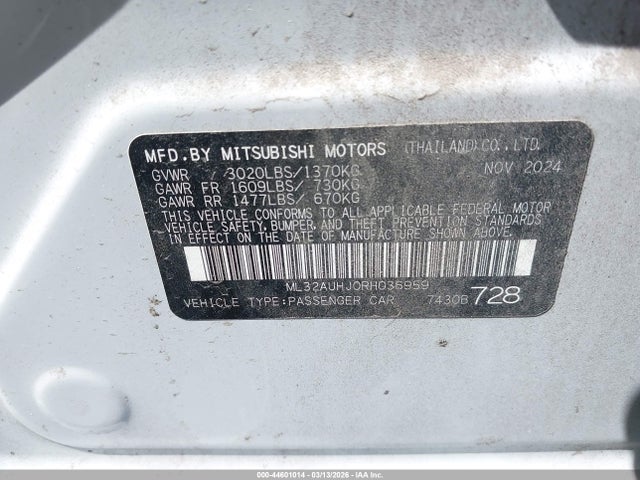 MFD.BY MITSUBISHI MOTORS (THAILAND) CO., LTD.
GVWR / 3020LBS/1370KG NOV 2024
GAWR FR 1609LBS/ 730KG
GAWR RR 1477LBS/ 670KG
THIS VEHICLE CONFORMS TO ALL APPLICABLE FEDERAL MOTOR
VEHICLE SAFETY, BUMPER, AND THEFT PREVENTION STANDARDS
IN EFFECT ON THE DATE OF MANUFACTURE SHOWN ABOVE.
ML32AUHJ0RH036959
VEHICLE TYPE:PASSENGER CAR 7430B 728
000-44601014 | 03/13/2026 - IAA Inc.